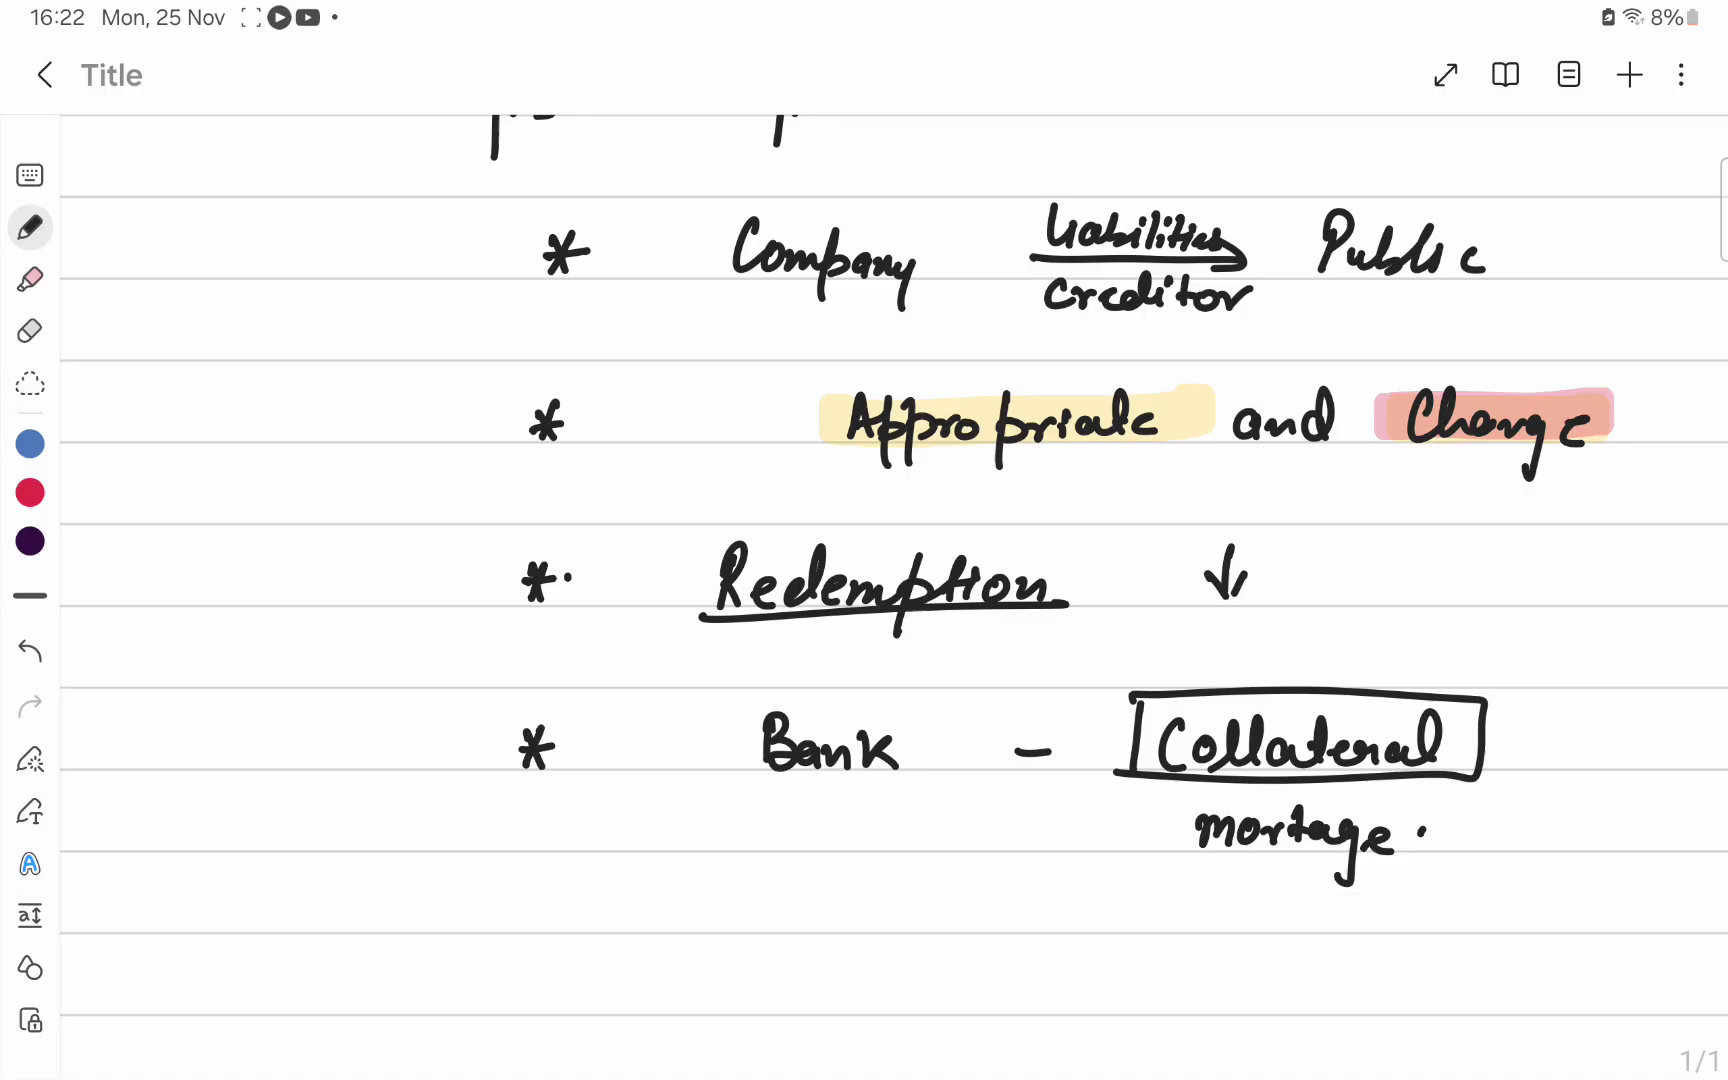 16:22 Mon, 25 Nov 8%
Title
* Company liabilities Public
creditor
* Appropriate and Charge
*. Redemption ↓
* Bank - Collateral
mortage.
1/1